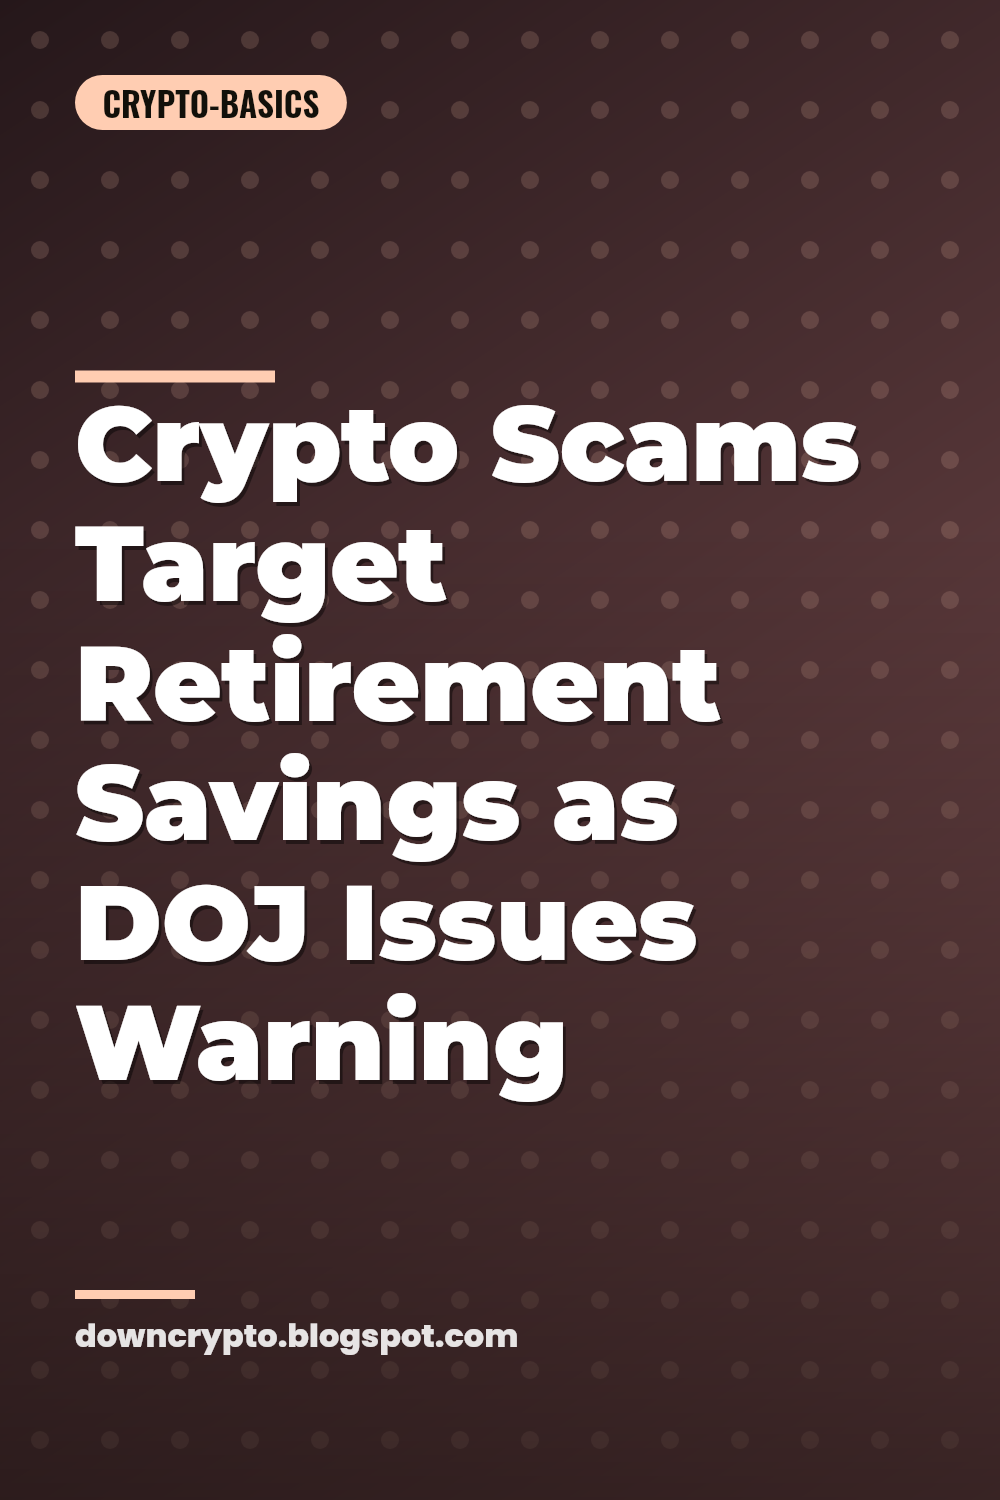 CRYPTO-BASICS
Crypto Scams
Target
Retirement
Savings as
DOJ Issues
Warning
downcrypto.blogspot.com